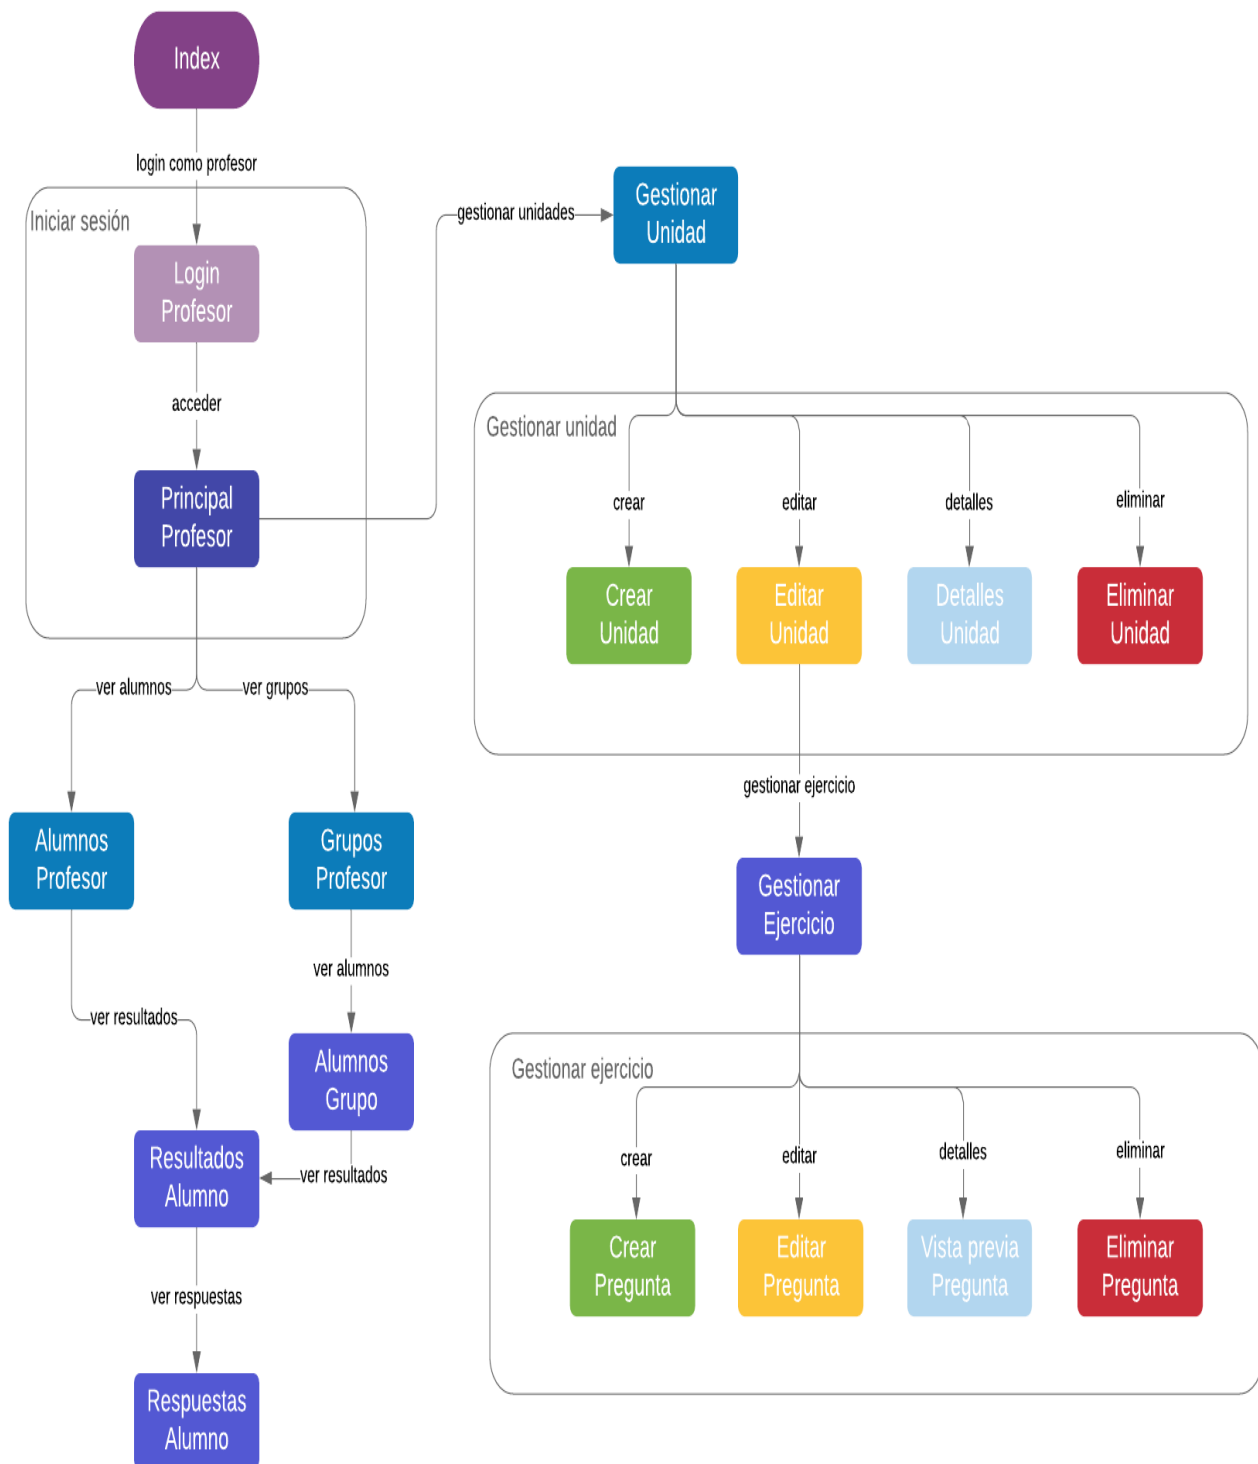 Index
login como profesor
Iniciar sesión
Login
Profesor
acceder
Principal
Profesor
gestionar unidades
Gestionar
Unidad
Gestionar unidad
crear
editar
detalles
eliminar
Crear
Unidad
Editar
Unidad
Detalles
Unidad
Eliminar
Unidad
ver alumnos
ver grupos
gestionar ejercicio
Alumnos
Profesor
Grupos
Profesor
Gestionar
Ejercicio
ver alumnos
ver resultados
Alumnos
Grupo
Gestionar ejercicio
Resultados
Alumno
ver resultados
crear
editar
detalles
eliminar
Crear
Pregunta
Editar
Pregunta
Vista previa
Pregunta
Eliminar
Pregunta
ver respuestas
Respuestas
Alumno